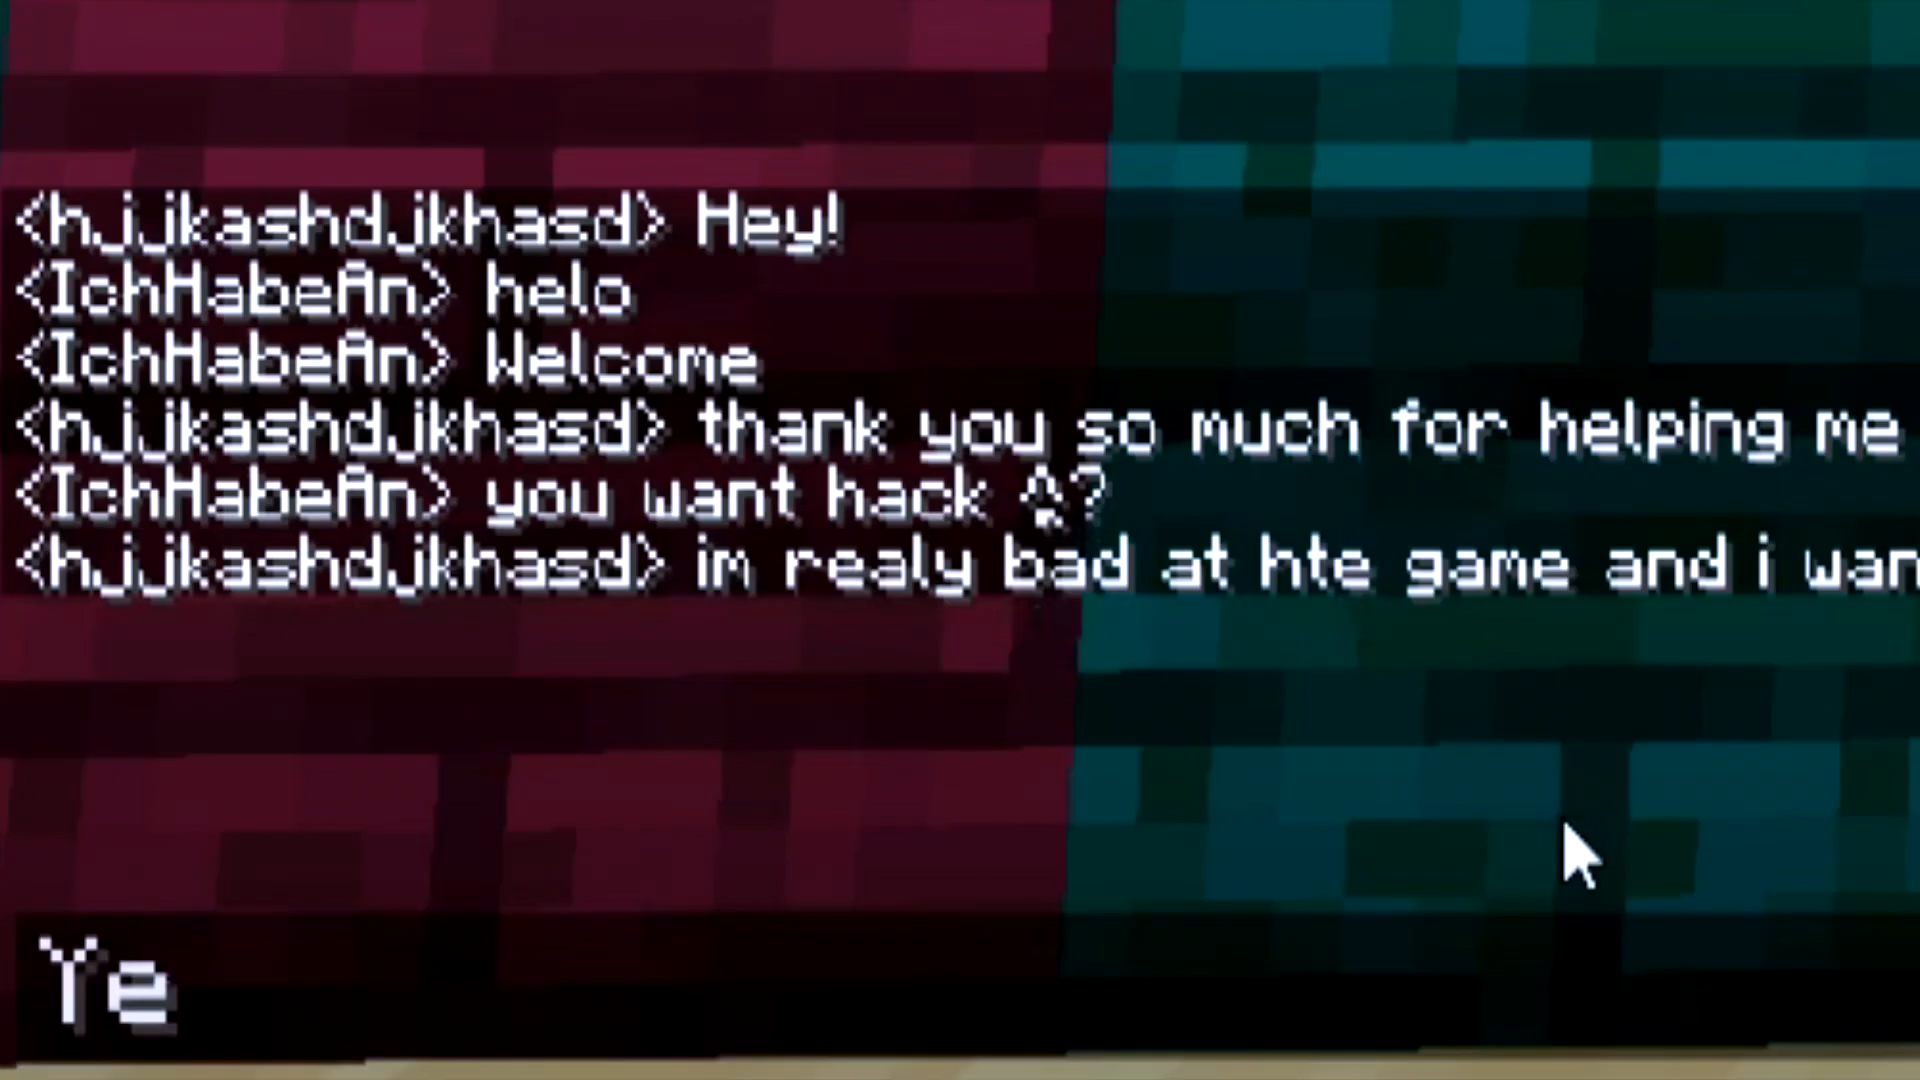 <hjjkashdjkhasd> Hey!
<IchHabeAn> helo
<IchHabeAn> Welcome
<hjjkashdjkhasd> thank you so much for helping me
<IchHabeAn> you want hack ?
<hjjkashdjkhasd> im realy bad at hte game and i
Ye